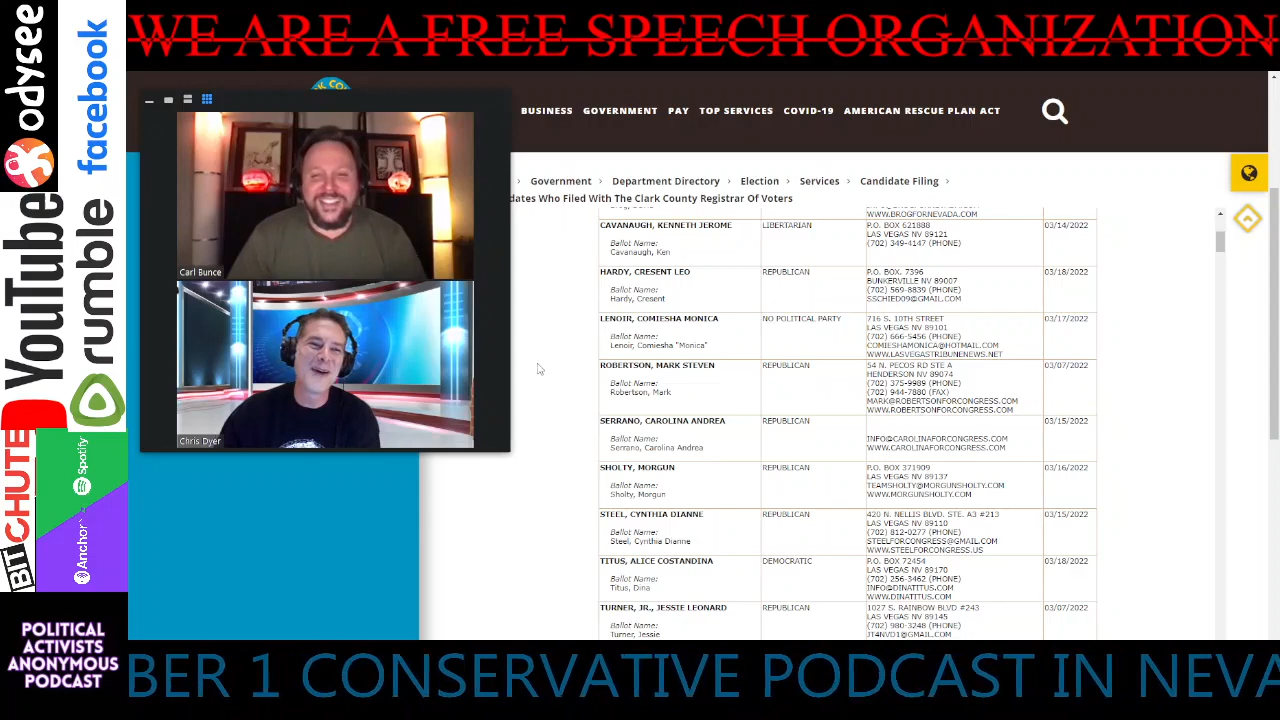 WE ARE A FREE SPEECH ORGANIZATION
odysee
facebook
YouTube
rumble
BITCHUTE
Spotify
Anchor
POLITICAL
ACTIVISTS
ANONYMOUS
PODCAST
BUSINESS GOVERNMENT PAY TOP SERVICES COVID-19 AMERICAN RESCUE PLAN ACT
Carl Bunce
Chris Dyer
› Government › Department Directory › Election › Services › Candidate Filing ›
dates Who Filed With The Clark County Registrar Of Voters
WWW.BROGFORNEVADA.COM
CAVANAUGH, KENNETH JEROME LIBERTARIAN P.O. BOX 621888 03/14/2022
LAS VEGAS NV 89121
Ballot Name: (702) 349-4147 (PHONE)
Cavanaugh, Ken
HARDY, CRESENT LEO REPUBLICAN P.O. BOX. 7396 03/18/2022
BUNKERVILLE NV 89007
Ballot Name: (702) 569-8839 (PHONE)
Hardy, Cresent SSCHIED09@GMAIL.COM
LENOIR, COMIESHA MONICA NO POLITICAL PARTY 716 S. 10TH STREET 03/17/2022
LAS VEGAS NV 89101
Ballot Name: (702) 666-5456 (PHONE)
Lenoir, Comiesha "Monica" COMIESHAMONICA@HOTMAIL.COM
WWW.LASVEGASTRIBUNENEWS.NET
ROBERTSON, MARK STEVEN REPUBLICAN 54 N. PECOS RD STE A 03/07/2022
HENDERSON NV 89074
Ballot Name: (702) 375-9989 (PHONE)
Robertson, Mark (702) 944-7880 (FAX)
MARK@ROBERTSONFORCONGRESS.COM
WWW.ROBERTSONFORCONGRESS.COM
SERRANO, CAROLINA ANDREA REPUBLICAN 03/15/2022
Ballot Name: INFO@CAROLINAFORCONGRESS.COM
Serrano, Carolina Andrea WWW.CAROLINAFORCONGRESS.COM
SHOLTY, MORGUN REPUBLICAN P.O. BOX 371909 03/16/2022
LAS VEGAS NV 89137
Ballot Name: TEAMSHOLTY@MORGUNSHOLTY.COM
Sholty, Morgun WWW.MORGUNSHOLTY.COM
STEEL, CYNTHIA DIANNE REPUBLICAN 420 N. NELLIS BLVD. STE. A3 #213 03/15/2022
LAS VEGAS NV 89110
Ballot Name: (702) 812-0277 (PHONE)
Steel, Cynthia Dianne STEELFORCONGRESS@GMAIL.COM
WWW.STEELFORCONGRESS.US
TITUS, ALICE COSTANDINA DEMOCRATIC P.O. BOX 72454 03/18/2022
LAS VEGAS NV 89170
Ballot Name: (702) 256-3462 (PHONE)
Titus, Dina INFO@DINATITUS.COM
WWW.DINATITUS.COM
TURNER, JR., JESSIE LEONARD REPUBLICAN 1027 S. RAINBOW BLVD #243 03/07/2022
LAS VEGAS NV 89145
Ballot Name: (702) 980-3248 (PHONE)
Turner, Jessie JT4NVD1@GMAIL.COM
BER 1 CONSERVATIVE PODCAST IN NEVA